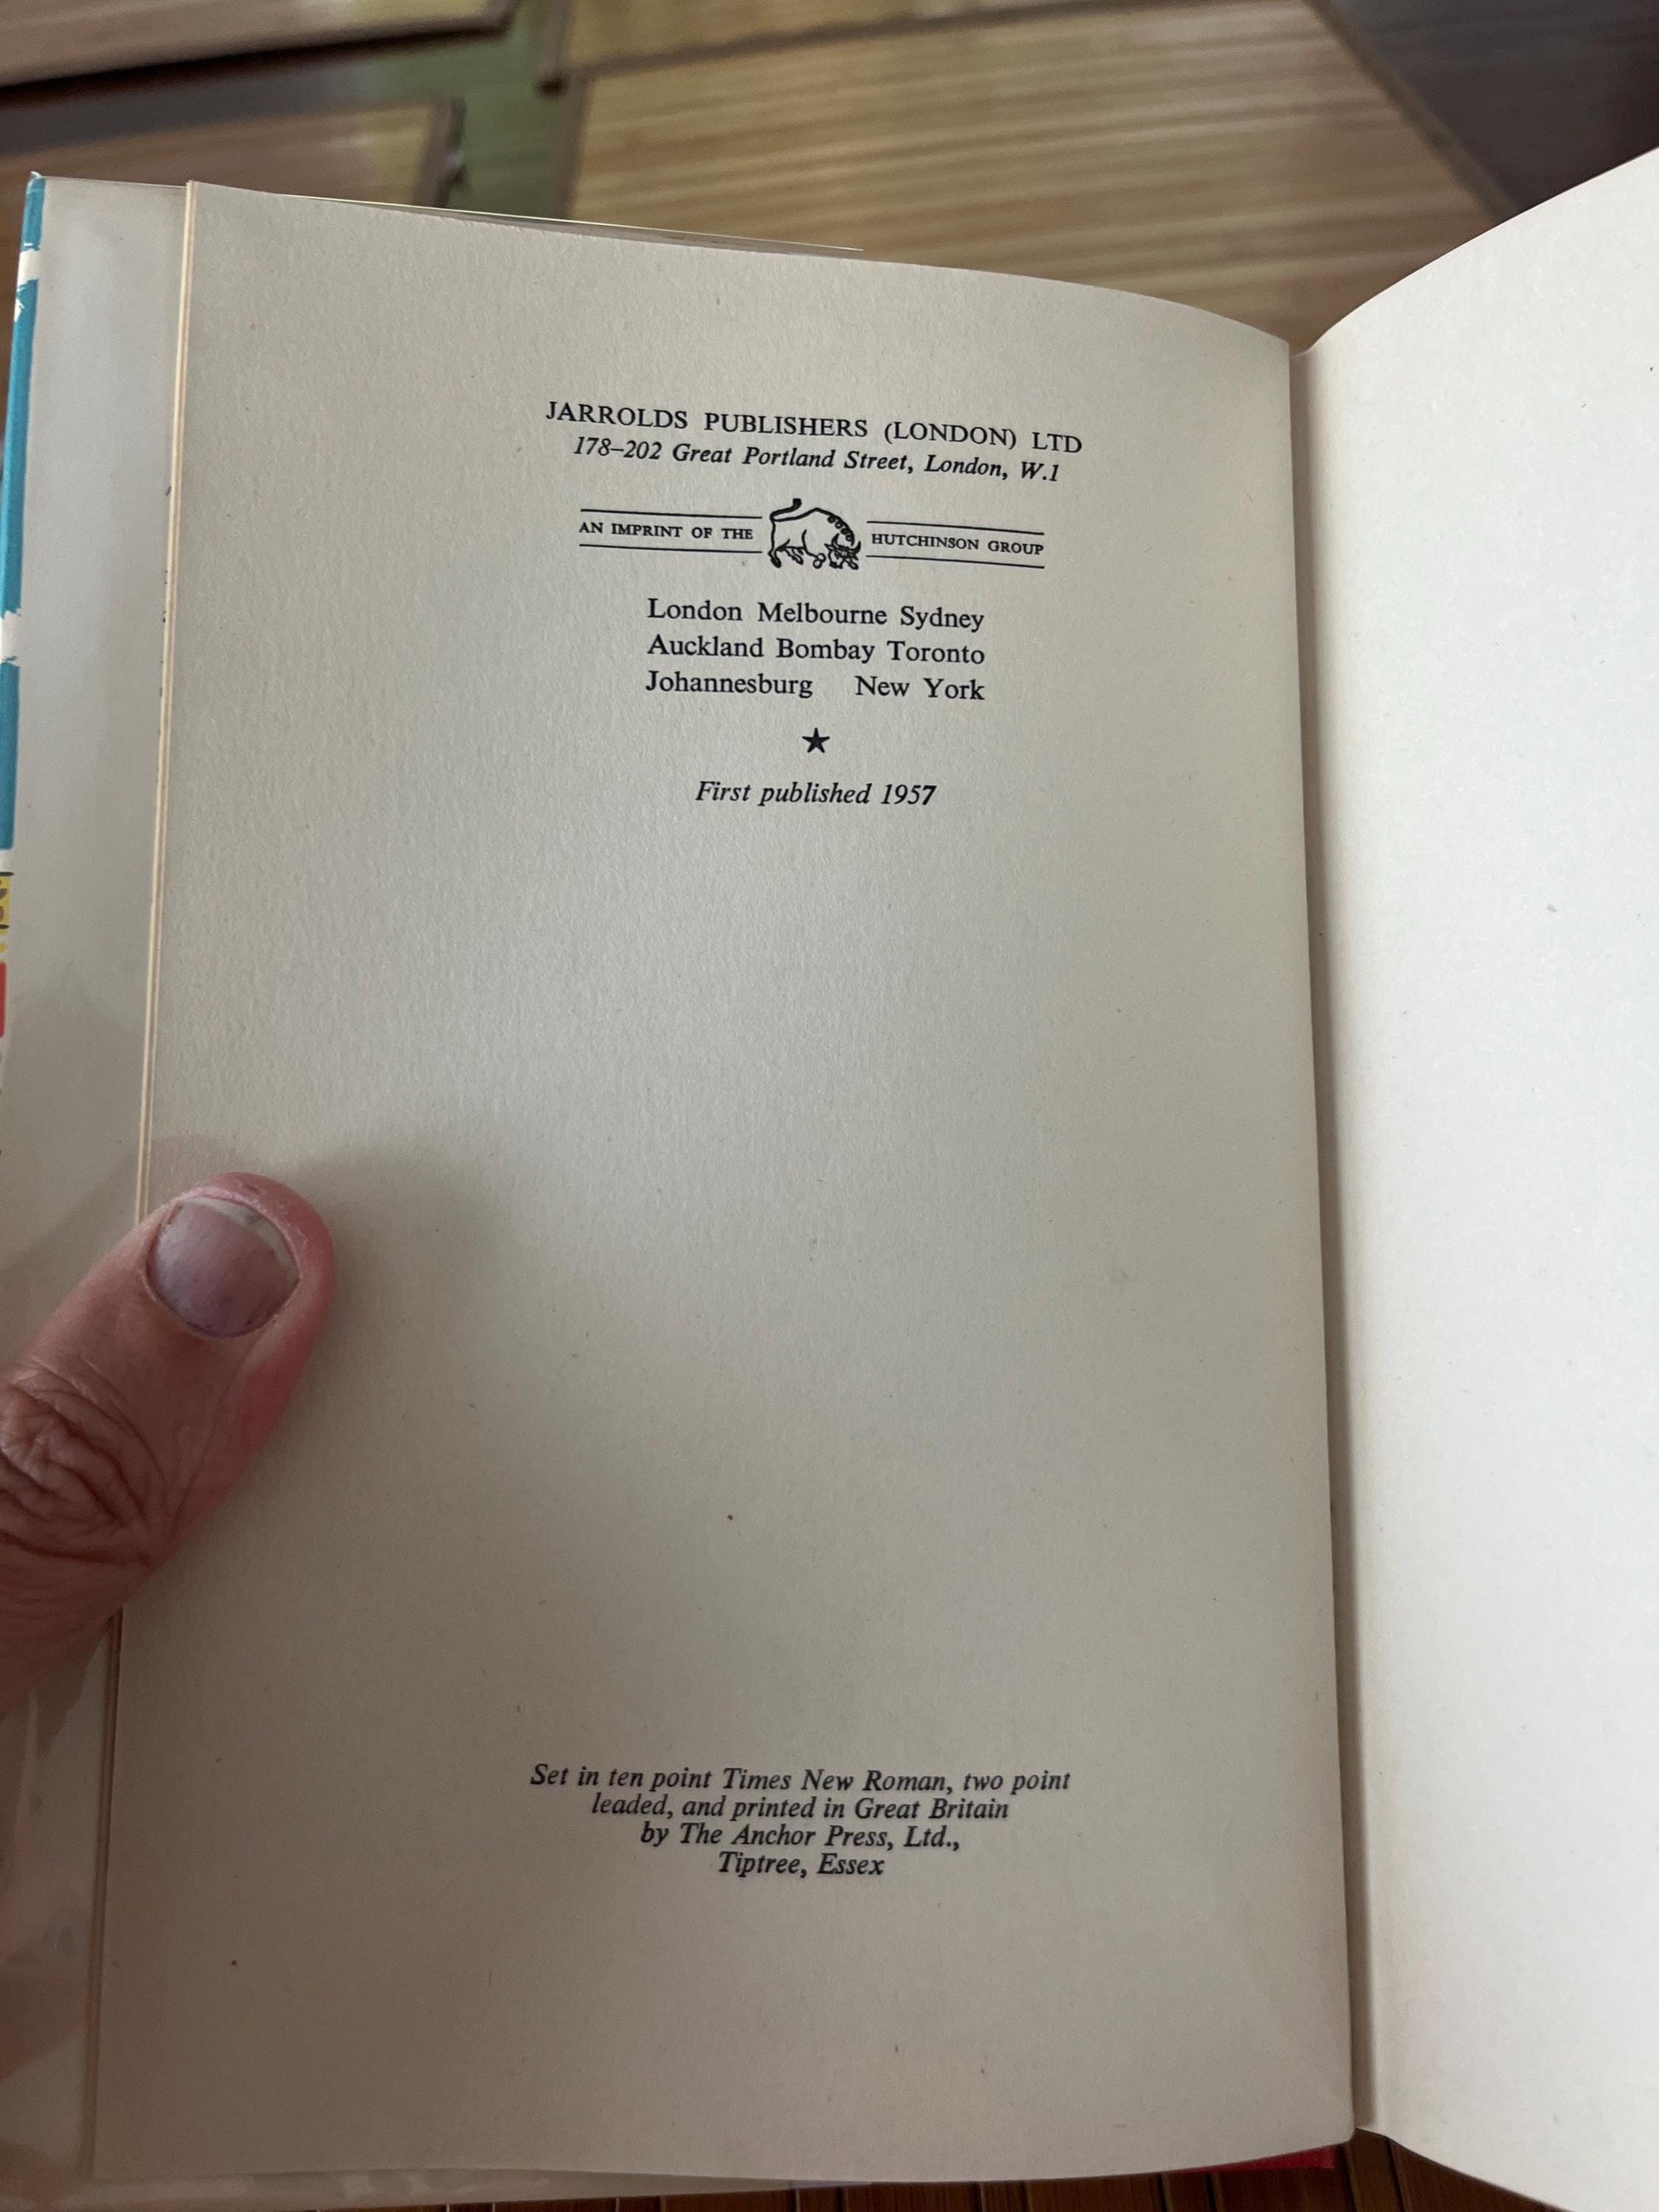 JARROLDS PUBLISHERS (LONDON) LTD
178–202 Great Portland Street, London, W.1
AN IMPRINT OF THE HUTCHINSON GROUP
London Melbourne Sydney
Auckland Bombay Toronto
Johannesburg New York
★
First published 1957
Set in ten point Times New Roman, two point
leaded, and printed in Great Britain
by The Anchor Press, Ltd.,
Tiptree, Essex